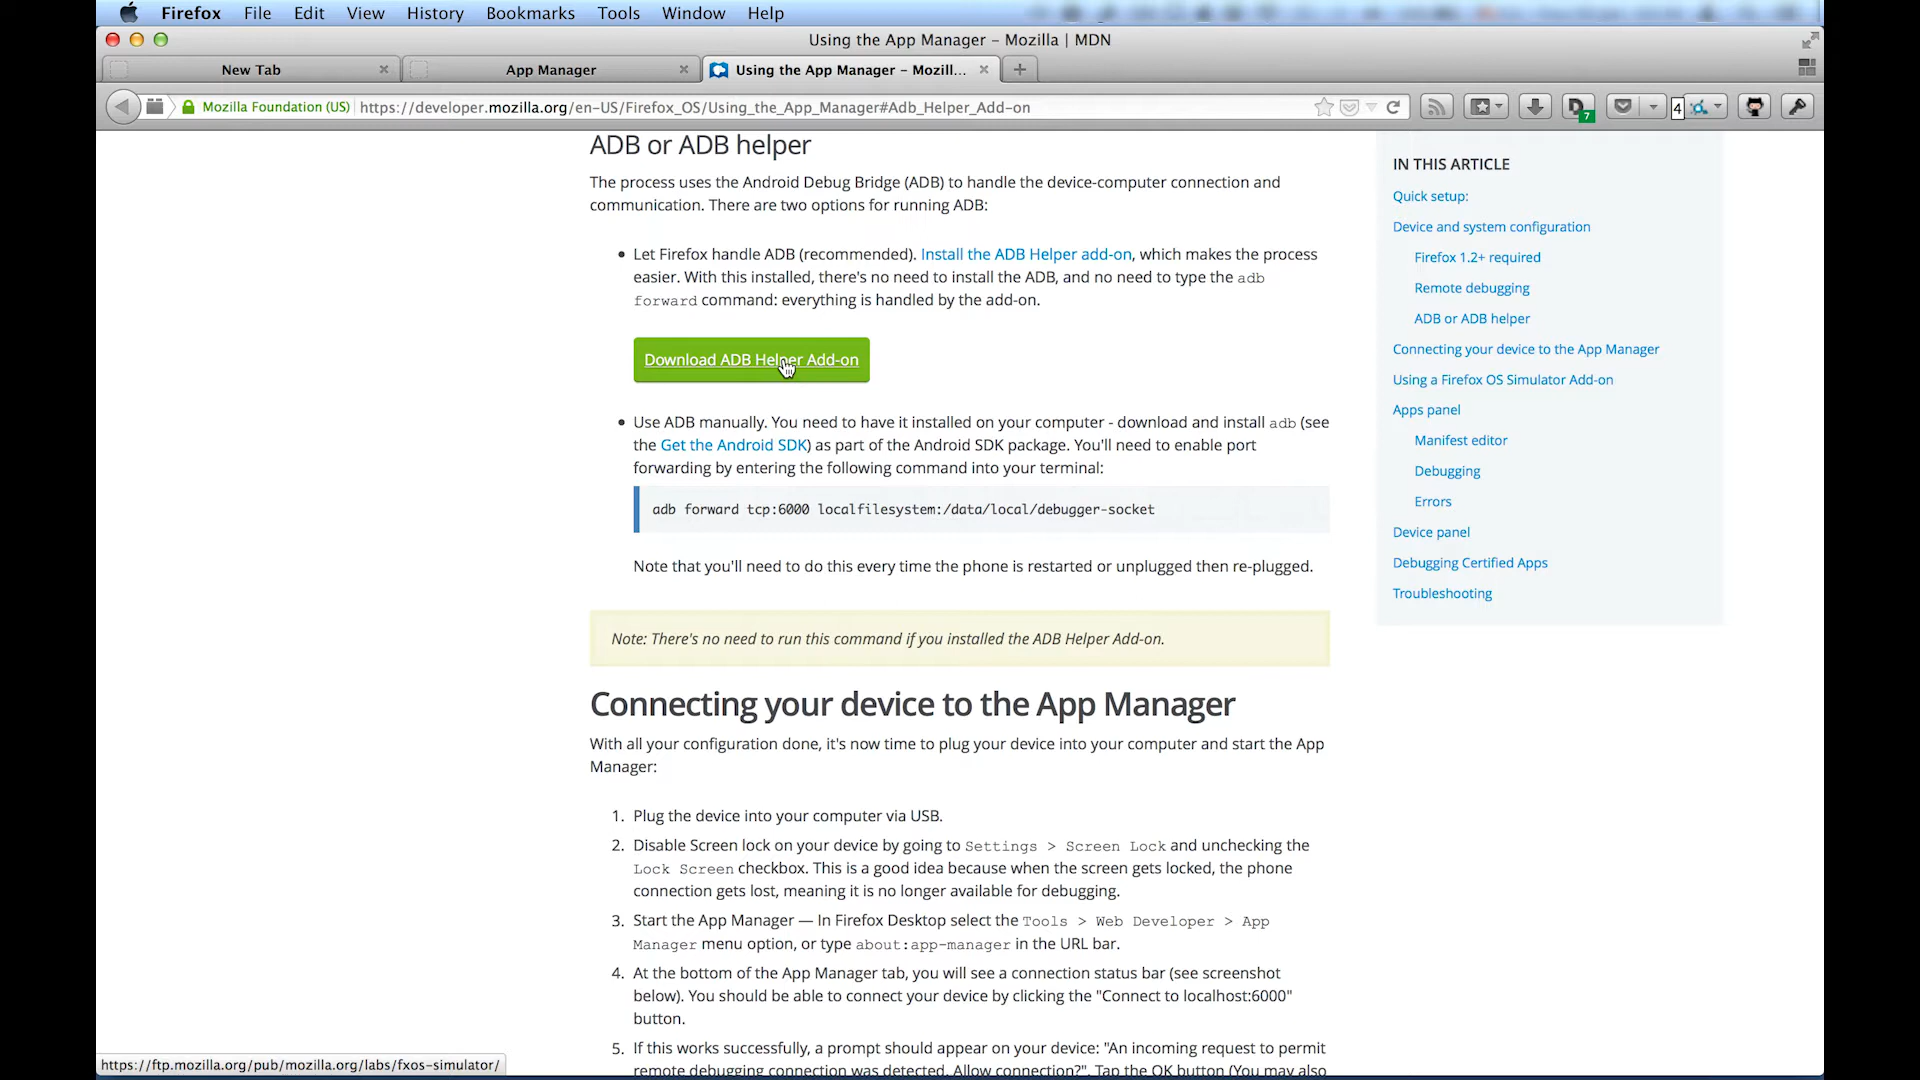 Firefox File Edit View History Bookmarks Tools Window Help
Using the App Manager – Mozilla | MDN
New Tab
App Manager
Using the App Manager – Mozill...
Mozilla Foundation (US)
https://developer.mozilla.org/en-US/Firefox_OS/Using_the_App_Manager#Adb_Helper_Add-on
D
7
4
ADB or ADB helper
The process uses the Android Debug Bridge (ADB) to handle the device-computer connection and
communication. There are two options for running ADB:
• Let Firefox handle ADB (recommended). Install the ADB Helper add-on, which makes the process
easier. With this installed, there's no need to install the ADB, and no need to type the adb
forward command: everything is handled by the add-on.
Download ADB Helper Add-on
• Use ADB manually. You need to have it installed on your computer - download and install adb (see
the Get the Android SDK) as part of the Android SDK package. You'll need to enable port
forwarding by entering the following command into your terminal:
adb forward tcp:6000 localfilesystem:/data/local/debugger-socket
Note that you'll need to do this every time the phone is restarted or unplugged then re-plugged.
Note: There's no need to run this command if you installed the ADB Helper Add-on.
Connecting your device to the App Manager
With all your configuration done, it's now time to plug your device into your computer and start the App
Manager:
1. Plug the device into your computer via USB.
2. Disable Screen lock on your device by going to Settings > Screen Lock and unchecking the
Lock Screen checkbox. This is a good idea because when the screen gets locked, the phone
connection gets lost, meaning it is no longer available for debugging.
3. Start the App Manager — In Firefox Desktop select the Tools > Web Developer > App
Manager menu option, or type about:app-manager in the URL bar.
4. At the bottom of the App Manager tab, you will see a connection status bar (see screenshot
below). You should be able to connect your device by clicking the "Connect to localhost:6000"
button.
5. If this works successfully, a prompt should appear on your device: "An incoming request to permit
remote debugging connection was detected. Allow connection?". Tap the OK button (You may also
IN THIS ARTICLE
Quick setup:
Device and system configuration
Firefox 1.2+ required
Remote debugging
ADB or ADB helper
Connecting your device to the App Manager
Using a Firefox OS Simulator Add-on
Apps panel
Manifest editor
Debugging
Errors
Device panel
Debugging Certified Apps
Troubleshooting
https://ftp.mozilla.org/pub/mozilla.org/labs/fxos-simulator/